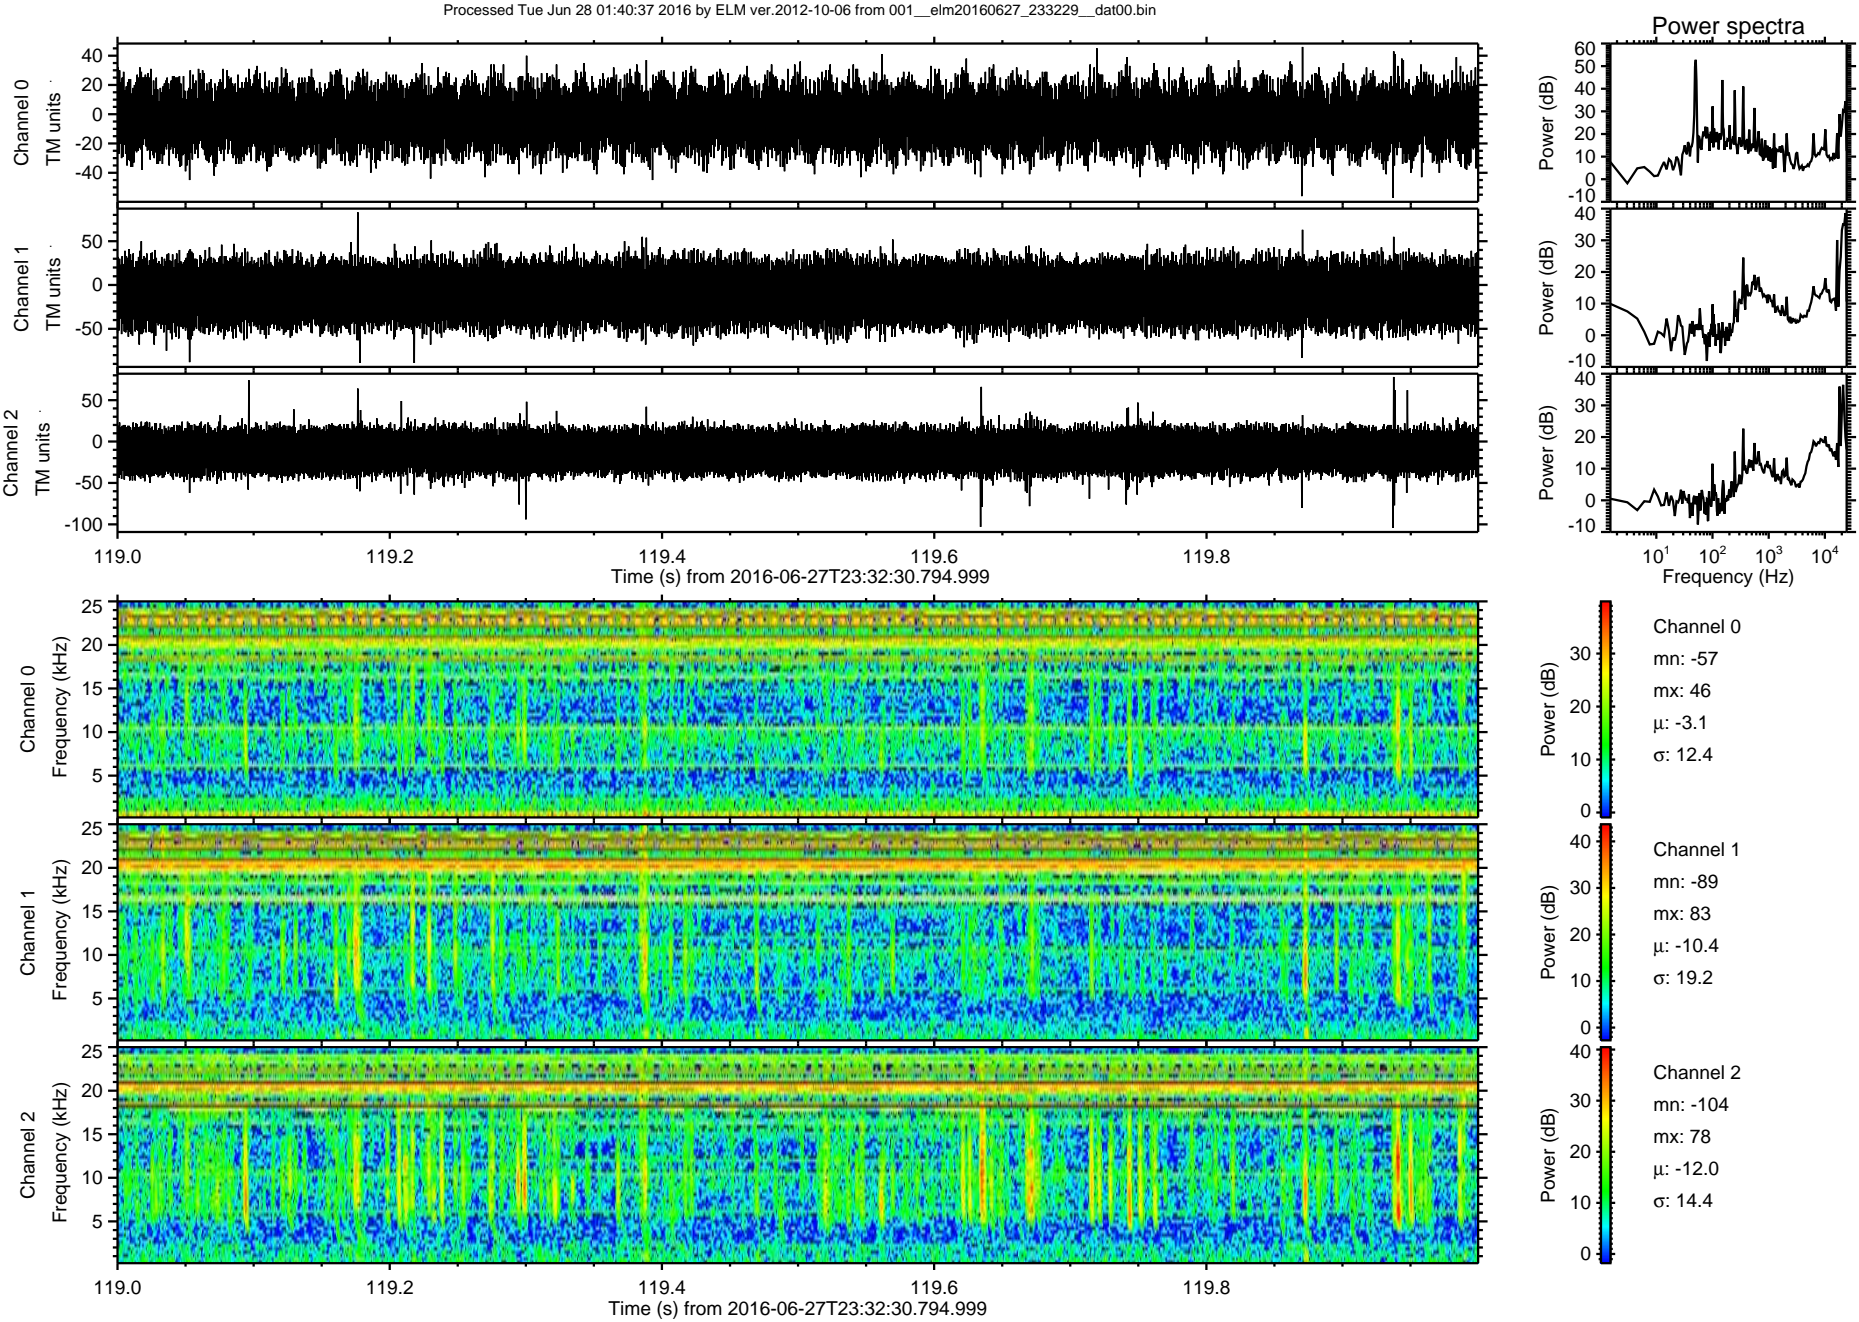 Processed Tue Jun 28 01:40:37 2016 by ELM ver.2012-10-06 from 001__elm20160627_233229__dat00.bin
Power spectra
Channel 0
TM units
40
20
0
-20
-40
Power (dB)
60
50
40
30
20
10
0
-10
Channel 1
TM units
50
0
-50
Power (dB)
40
30
20
10
0
-10
Channel 2
TM units
50
0
-50
-100
Power (dB)
40
30
20
10
0
-10
119.0 119.2 119.4 119.6 119.8
Time (s) from 2016-06-27T23:32:30.794.999
10¹ 10² 10³ 10⁴
Frequency (Hz)
Channel 0
Frequency (kHz)
25
20
15
10
5
Power (dB)
30
20
10
0
Channel 0
mn: -57
mx: 46
µ: -3.1
σ: 12.4
Channel 1
Frequency (kHz)
25
20
15
10
5
Power (dB)
40
30
20
10
0
Channel 1
mn: -89
mx: 83
µ: -10.4
σ: 19.2
Channel 2
Frequency (kHz)
25
20
15
10
5
Power (dB)
40
30
20
10
0
Channel 2
mn: -104
mx: 78
µ: -12.0
σ: 14.4
119.0 119.2 119.4 119.6 119.8
Time (s) from 2016-06-27T23:32:30.794.999